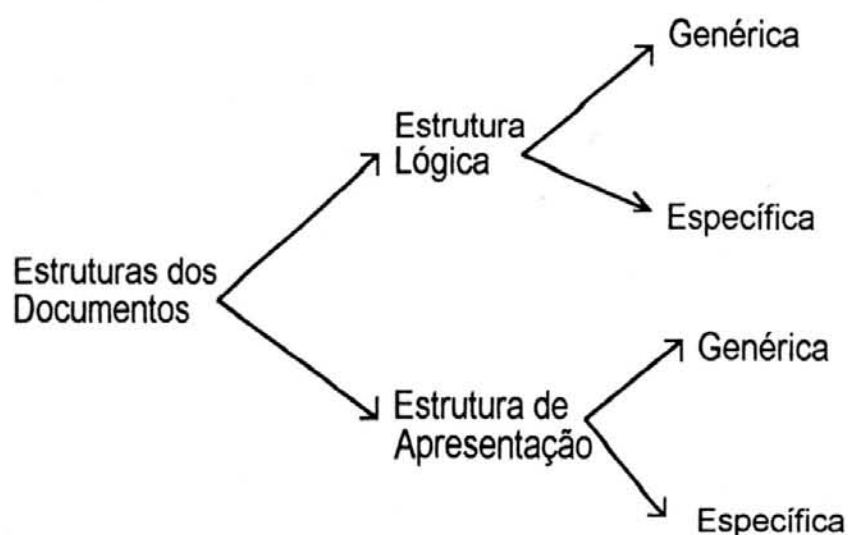 Genérica
Estrutura
Lógica
Específica
Estruturas dos
Documentos
Genérica
Estrutura de
Apresentação
Específica